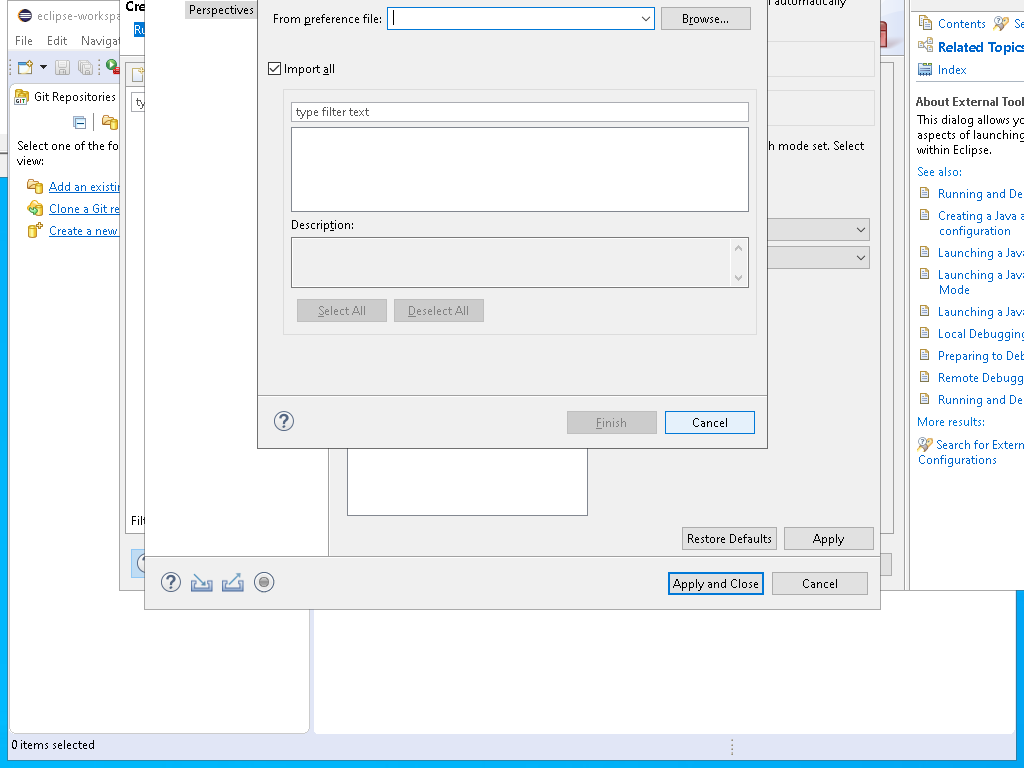 eclipse-workspa
File Edit Navigat
Git Repositories
Select one of the fo
view:
Add an existin
Clone a Git re
Create a new
0 items selected
Cre
Ru
ty
Filt
Perspectives
From preference file:
Browse...
Import all
type filter text
Description:
Select All
Deselect All
Finish
Cancel
l automatically
h mode set. Select
Restore Defaults
Apply
Apply and Close
Cancel
Contents Se
Related Topics
Index
About External Tool
This dialog allows yo
aspects of launching
within Eclipse.
See also:
Running and De
Creating a Java a
configuration
Launching a Java
Launching a Java
Mode
Launching a Java
Local Debugging
Preparing to Deb
Remote Debugg
Running and De
More results:
Search for Extern
Configurations